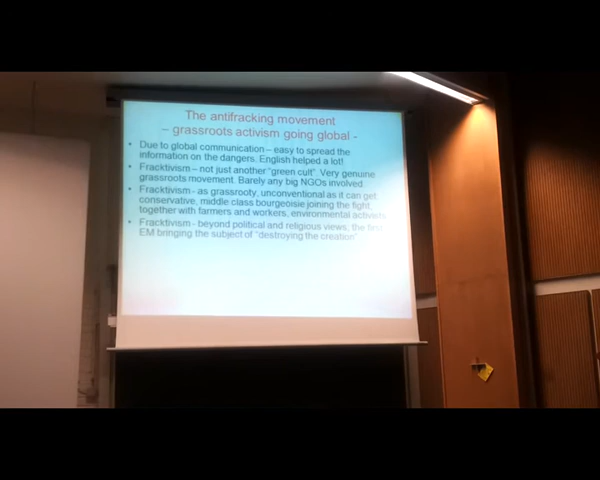 The antifracking movement
– grassroots activism going global -
• Due to global communication – easy to spread the
information on the dangers. English helped a lot!
• Fracktivism – not just another "green cult". Very genuine
grassroots movement. Barely any big NGOs involved.
• Fracktivism - as grassrooty, unconventional as it can get,
conservative, middle class bourgeoisie joining the fight,
together with farmers and workers, environmental activists
• Fracktivism - beyond political and religious views; the first
EM bringing the subject of "destroying the creation"